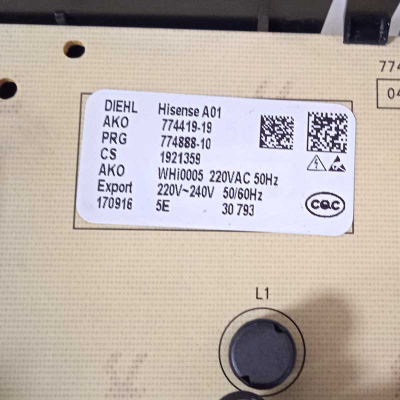 DIEHL Hisense A01
AKO 774419-19
PRG 774888-10
CS 1921359
AKO WHi0005 220VAC 50Hz
Export 220V~240V 50/60Hz
170916 5E 30 793
CQC
774
04
L1